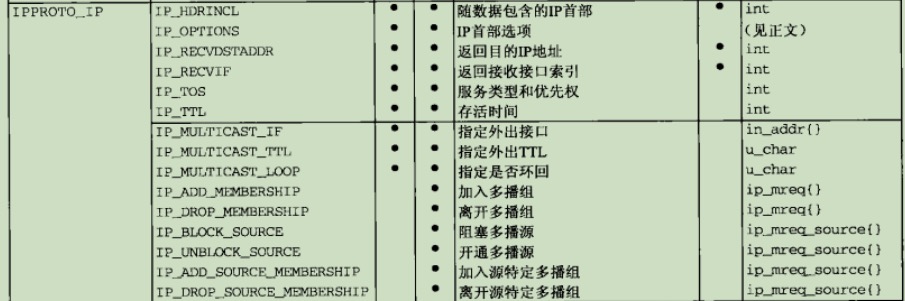 IPPROTO_IP IP_HDRINCL • • 随数据包含的IP首部 int
IP_OPTIONS • • IP首部选项 （见正文）
IP_RECVDSTADDR • • 返回目的IP地址 • int
IP_RECVIF • • 返回接收接口索引 • int
IP_TOS • • 服务类型和优先权 int
IP_TTL • • 存活时间 int
IP_MULTICAST_IF • • 指定外出接口 in_addr{}
IP_MULTICAST_TTL • • 指定外出TTL u_char
IP_MULTICAST_LOOP • • 指定是否环回 u_char
IP_ADD_MEMBERSHIP • 加入多播组 ip_mreq{}
IP_DROP_MEMBERSHIP • 离开多播组 ip_mreq{}
IP_BLOCK_SOURCE • 阻塞多播源 ip_mreq_source{}
IP_UNBLOCK_SOURCE • 开通多播源 ip_mreq_source{}
IP_ADD_SOURCE_MEMBERSHIP • 加入源特定多播组 ip_mreq_source{}
IP_DROP_SOURCE_MEMBERSHIP • 离开源特定多播组 ip_mreq_source{}